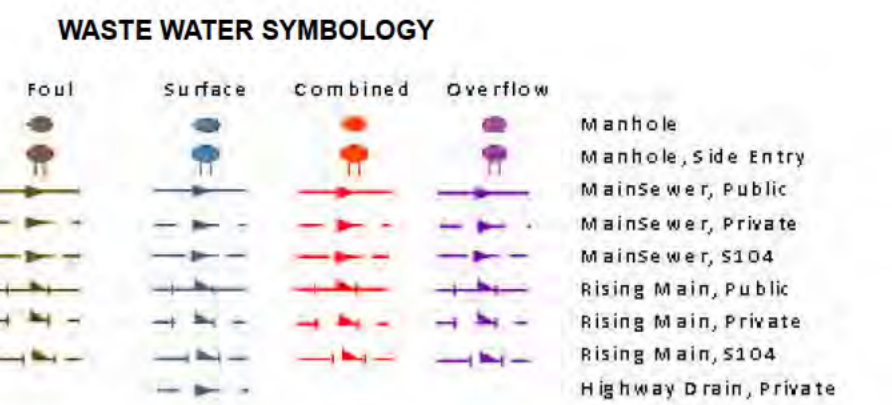 WASTE WATER SYMBOLOGY
Foul Surface Combined Overflow
Manhole
Manhole, Side Entry
MainSewer, Public
MainSewer, Private
MainSewer, S104
Rising Main, Public
Rising Main, Private
Rising Main, S104
Highway Drain, Private